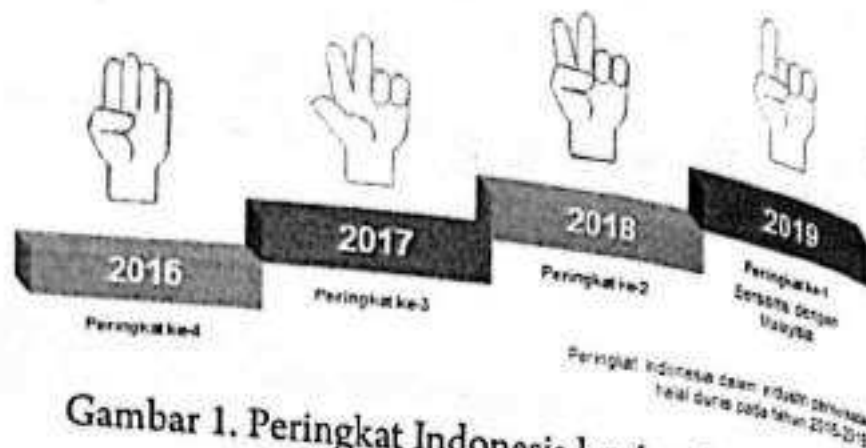 2016
Peringkat ke-4
2017
Peringkat ke-3
2018
Peringkat ke-2
2019
Peringkat ke-1
Bersama dengan
Malaysia
Peringkat Indonesia dalam industri
halal dunia pada tahun
Gambar 1. Peringkat Indonesia